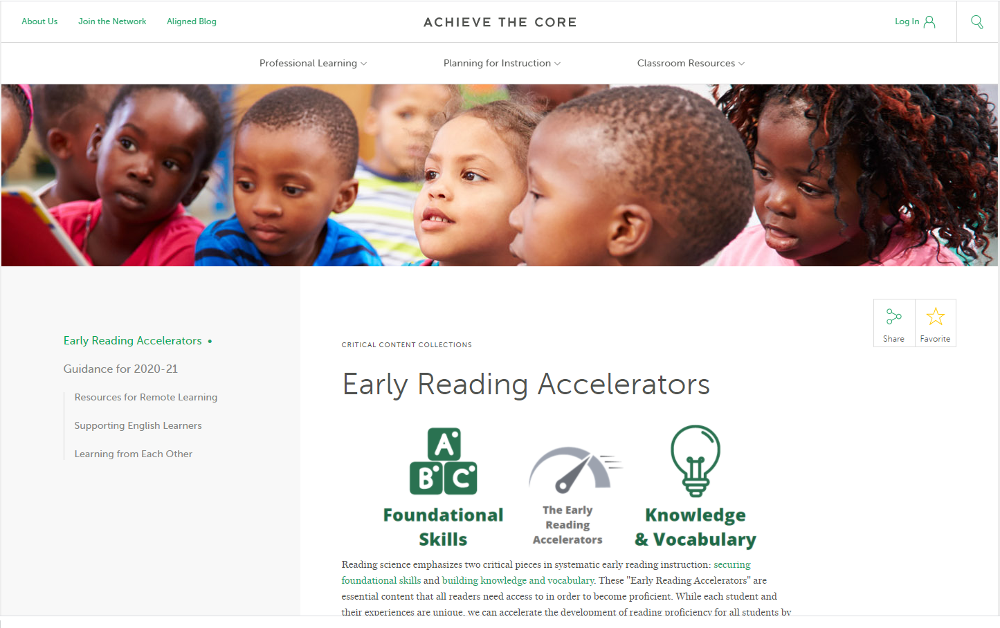 About Us
Join the Network
Aligned Blog
ACHIEVE THE CORE
Log In
Professional Learning
Planning for Instruction
Classroom Resources
Share
Favorite
Early Reading Accelerators
Guidance for 2020-21
Resources for Remote Learning
Supporting English Learners
Learning from Each Other
CRITICAL CONTENT COLLECTIONS
Early Reading Accelerators
A
B C
Foundational
Skills
The Early
Reading
Accelerators
Knowledge
& Vocabulary
Reading science emphasizes two critical pieces in systematic early reading instruction: securing
foundational skills and building knowledge and vocabulary. These "Early Reading Accelerators" are
essential content that all readers need access to in order to become proficient. While each student and
their experiences are unique, we can accelerate the development of reading proficiency for all students by